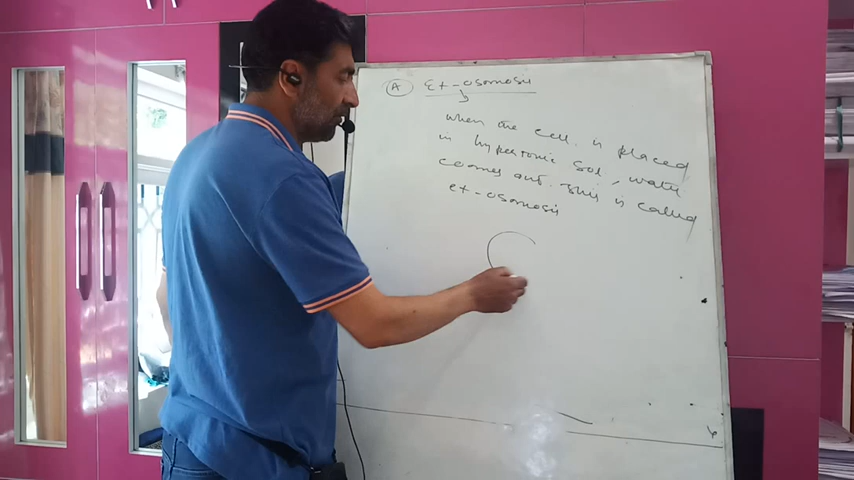 (A) Ex-osmosis
when the cell is placed
in hypertonic sol, water
comes out. This is called
ex-osmosis